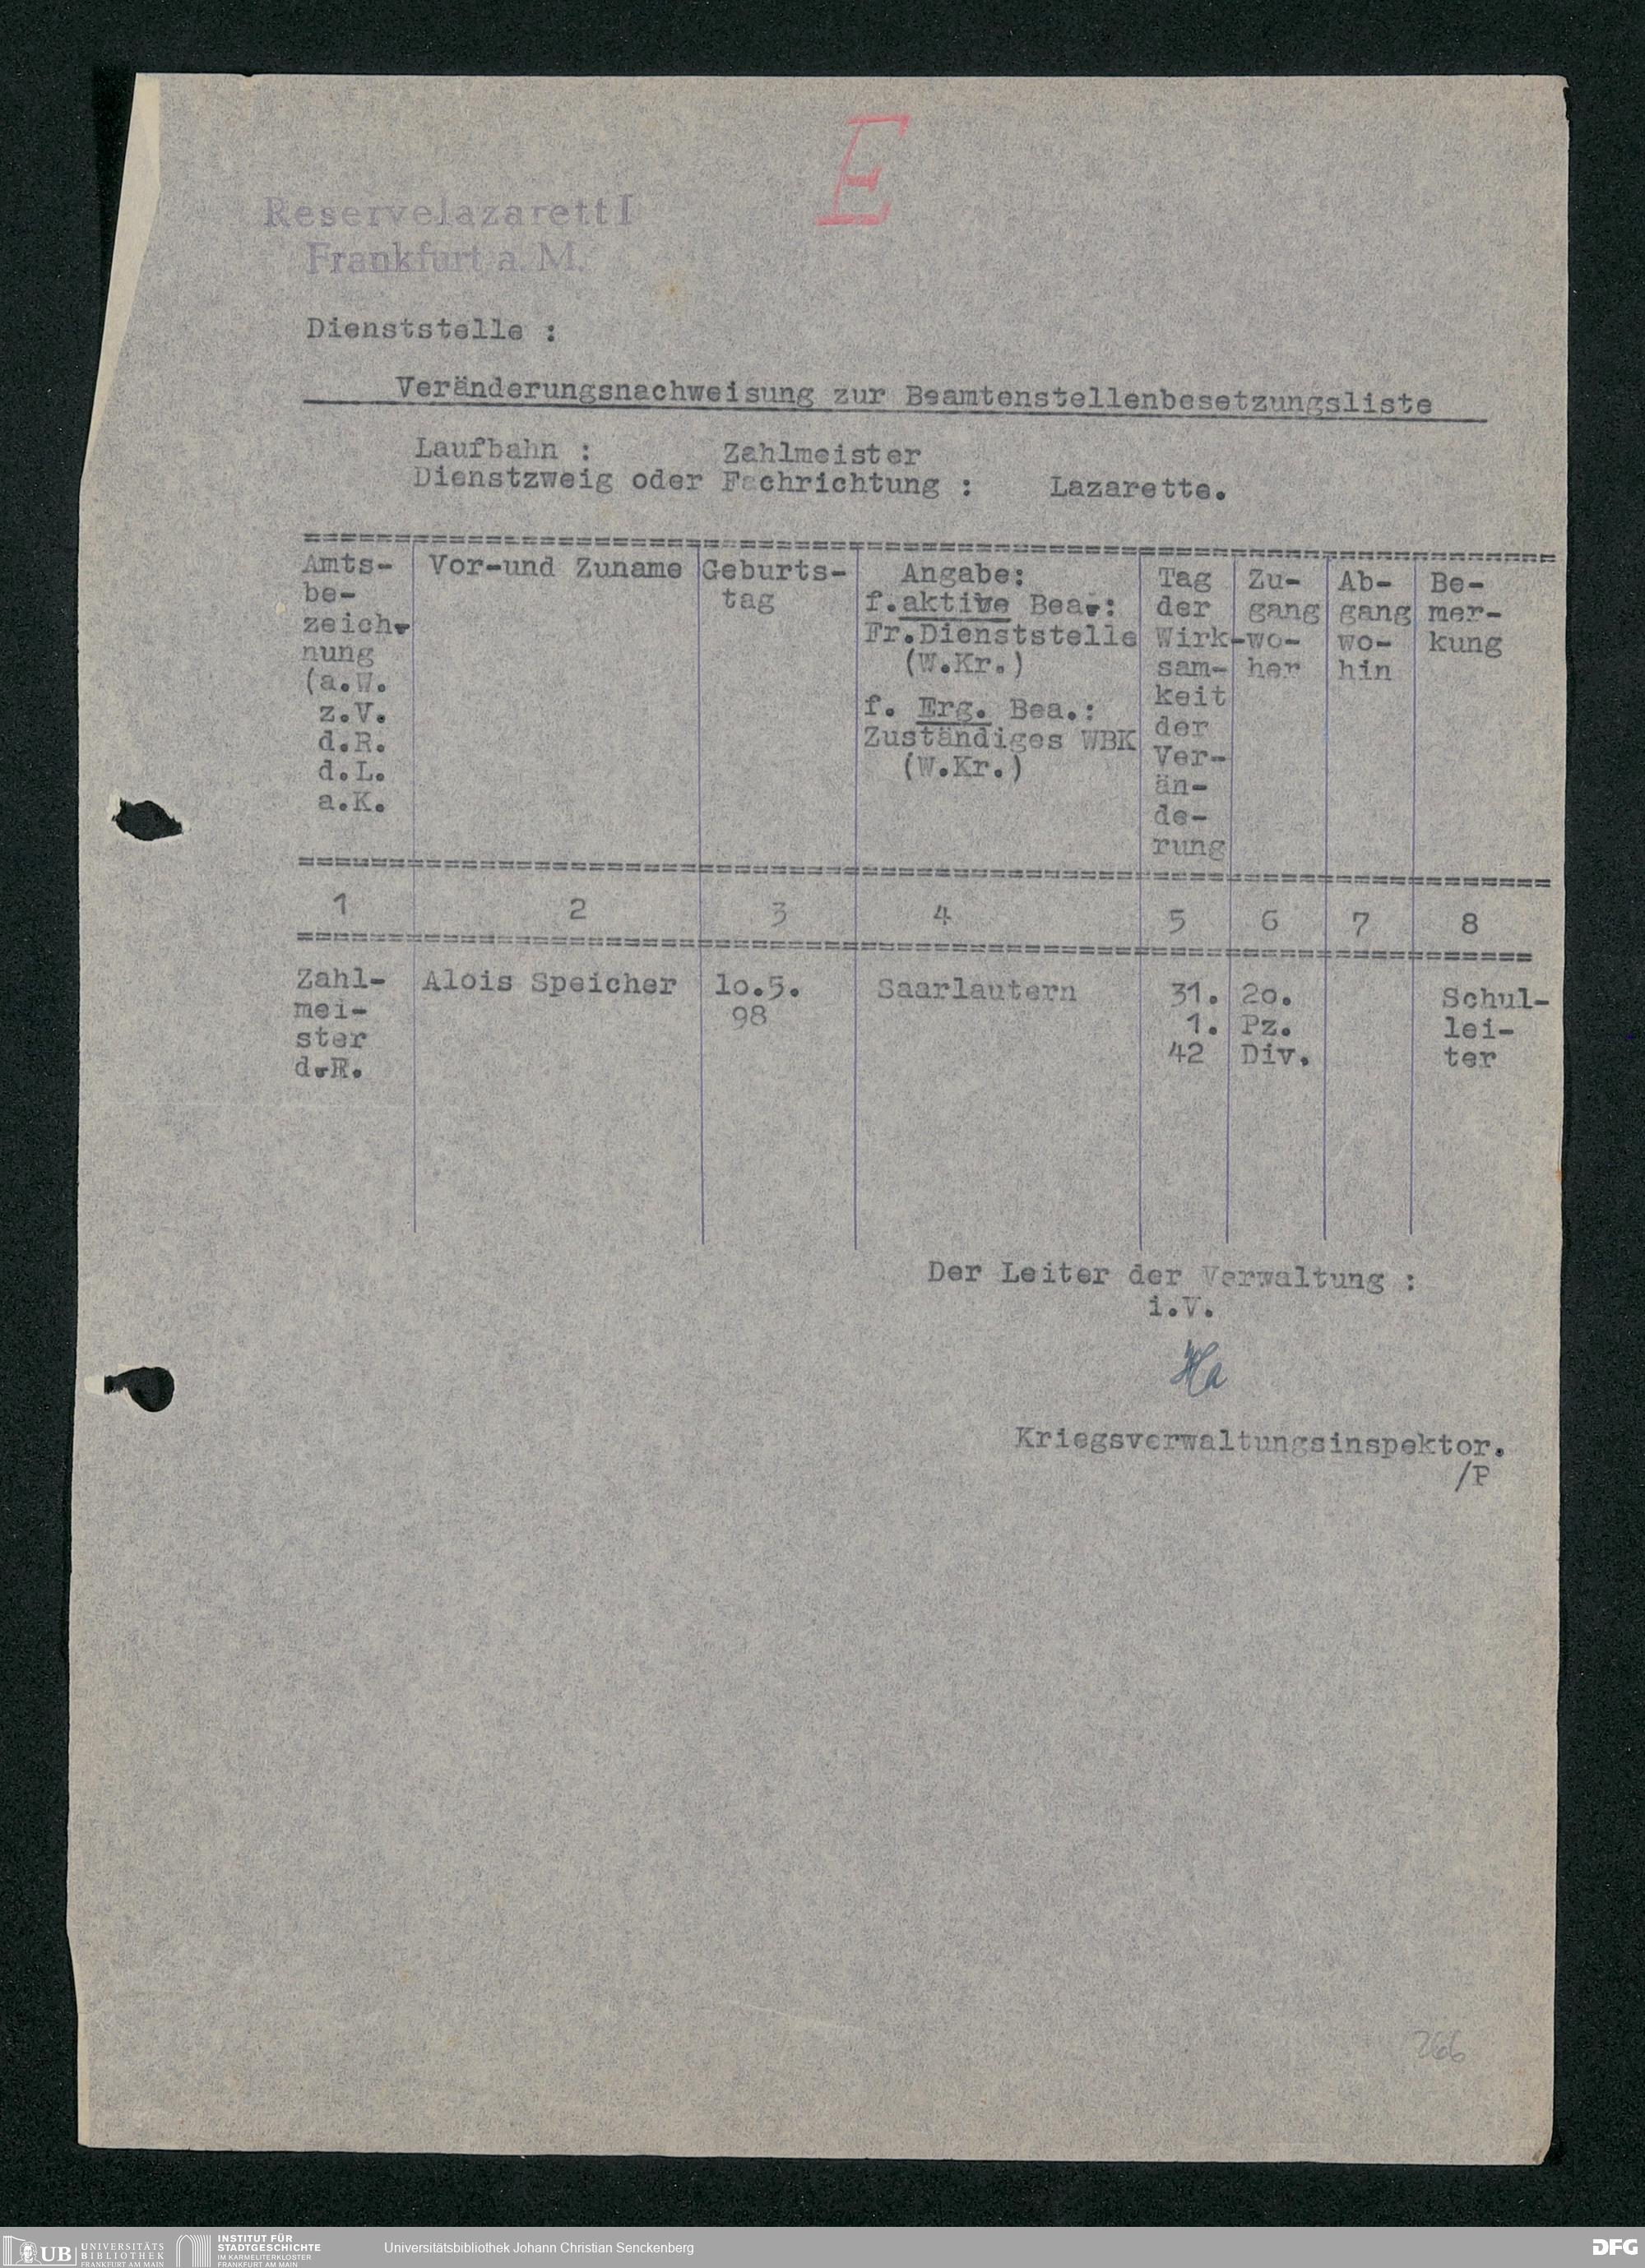 E
Reservelazarett I
Frankfurt a. M.
Dienststelle :
Veränderungsnachweisung zur Beamtenstellenbesetzungsliste
Laufbahn : Zahlmeister
Dienstzweig oder Fachrichtung : Lazarette.
Amts-
be-
zeich-
nung
(a.W.
z.V.
d.R.
d.L.
a.K.
Vor-und Zuname
Geburts-
tag
Angabe:
f.aktive Bea.:
Fr.Dienststelle
(W.Kr.)
f. Erg. Bea.:
Zuständiges WBK
(W.Kr.)
Tag
der
Wirk-
sam-
keit
der
Ver-
än-
de-
rung
Zu-
gang
wo-
her
Ab-
gang
wo-
hin
Be-
mer-
kung
1 2 3 4 5 6 7 8
Zahl-
mei-
ster
d.R.
Alois Speicher
lo.5.
98
Saarlautern
31.
1.
42
2o.
Pz.
Div.
Schul-
lei-
ter
Der Leiter der Verwaltung :
i.V.
Ha
Kriegsverwaltungsinspektor.
/P
266
UB UNIVERSITÄTS
BIBLIOTHEK
FRANKFURT AM MAIN
INSTITUT FÜR
STADTGESCHICHTE
IM KARMELITERKLOSTER
FRANKFURT AM MAIN
Universitätsbibliothek Johann Christian Senckenberg
DFG